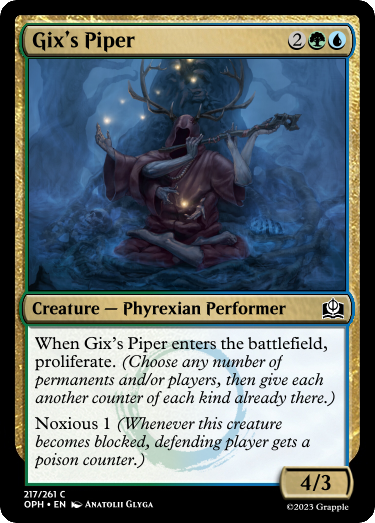 Gix's Piper 2
Creature — Phyrexian Performer
When Gix's Piper enters the battlefield,
proliferate. (Choose any number of
permanents and/or players, then give each
another counter of each kind already there.)
Noxious 1 (Whenever this creature
becomes blocked, defending player gets a
poison counter.)
4/3
217/261 C
OPH • EN Anatolii Glyga
©2023 Grapple